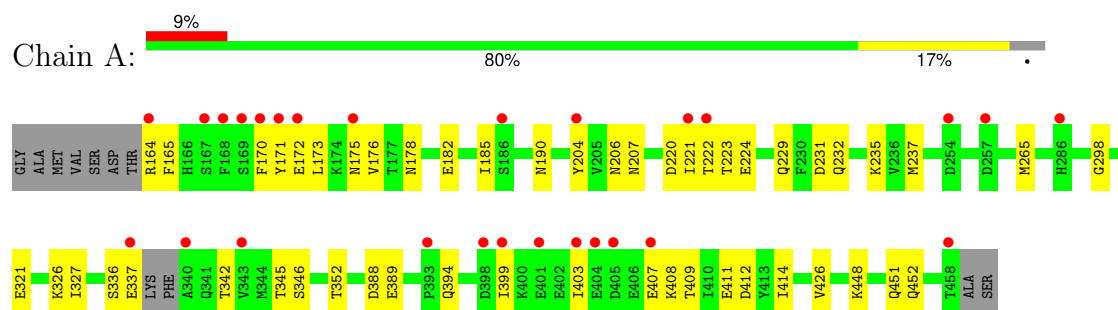 9%
Chain A:
80% 17% •
GLY ALA MET VAL SER ASP THR R164 F165 H166 S167 F168 S169 F170 Y171 E172 L173 K174 N175 V176 T177 N178 E182 I185 S186 N190 Y204 V205 N206 N207 D220 I221 T222 T223 E224 Q229 F230 D231 Q232 K235 V236 M237 D254 D257 M265 H286 G298
E321 K326 I327 S336 E337 LYS PHE A340 Q341 T342 V343 M344 T345 S346 T352 D388 E389 P393 Q394 D398 I399 K400 E401 E402 I403 E404 D405 E406 E407 K408 T409 I410 E411 D412 Y413 I414 V426 K448 Q451 Q452 T458 ALA SER